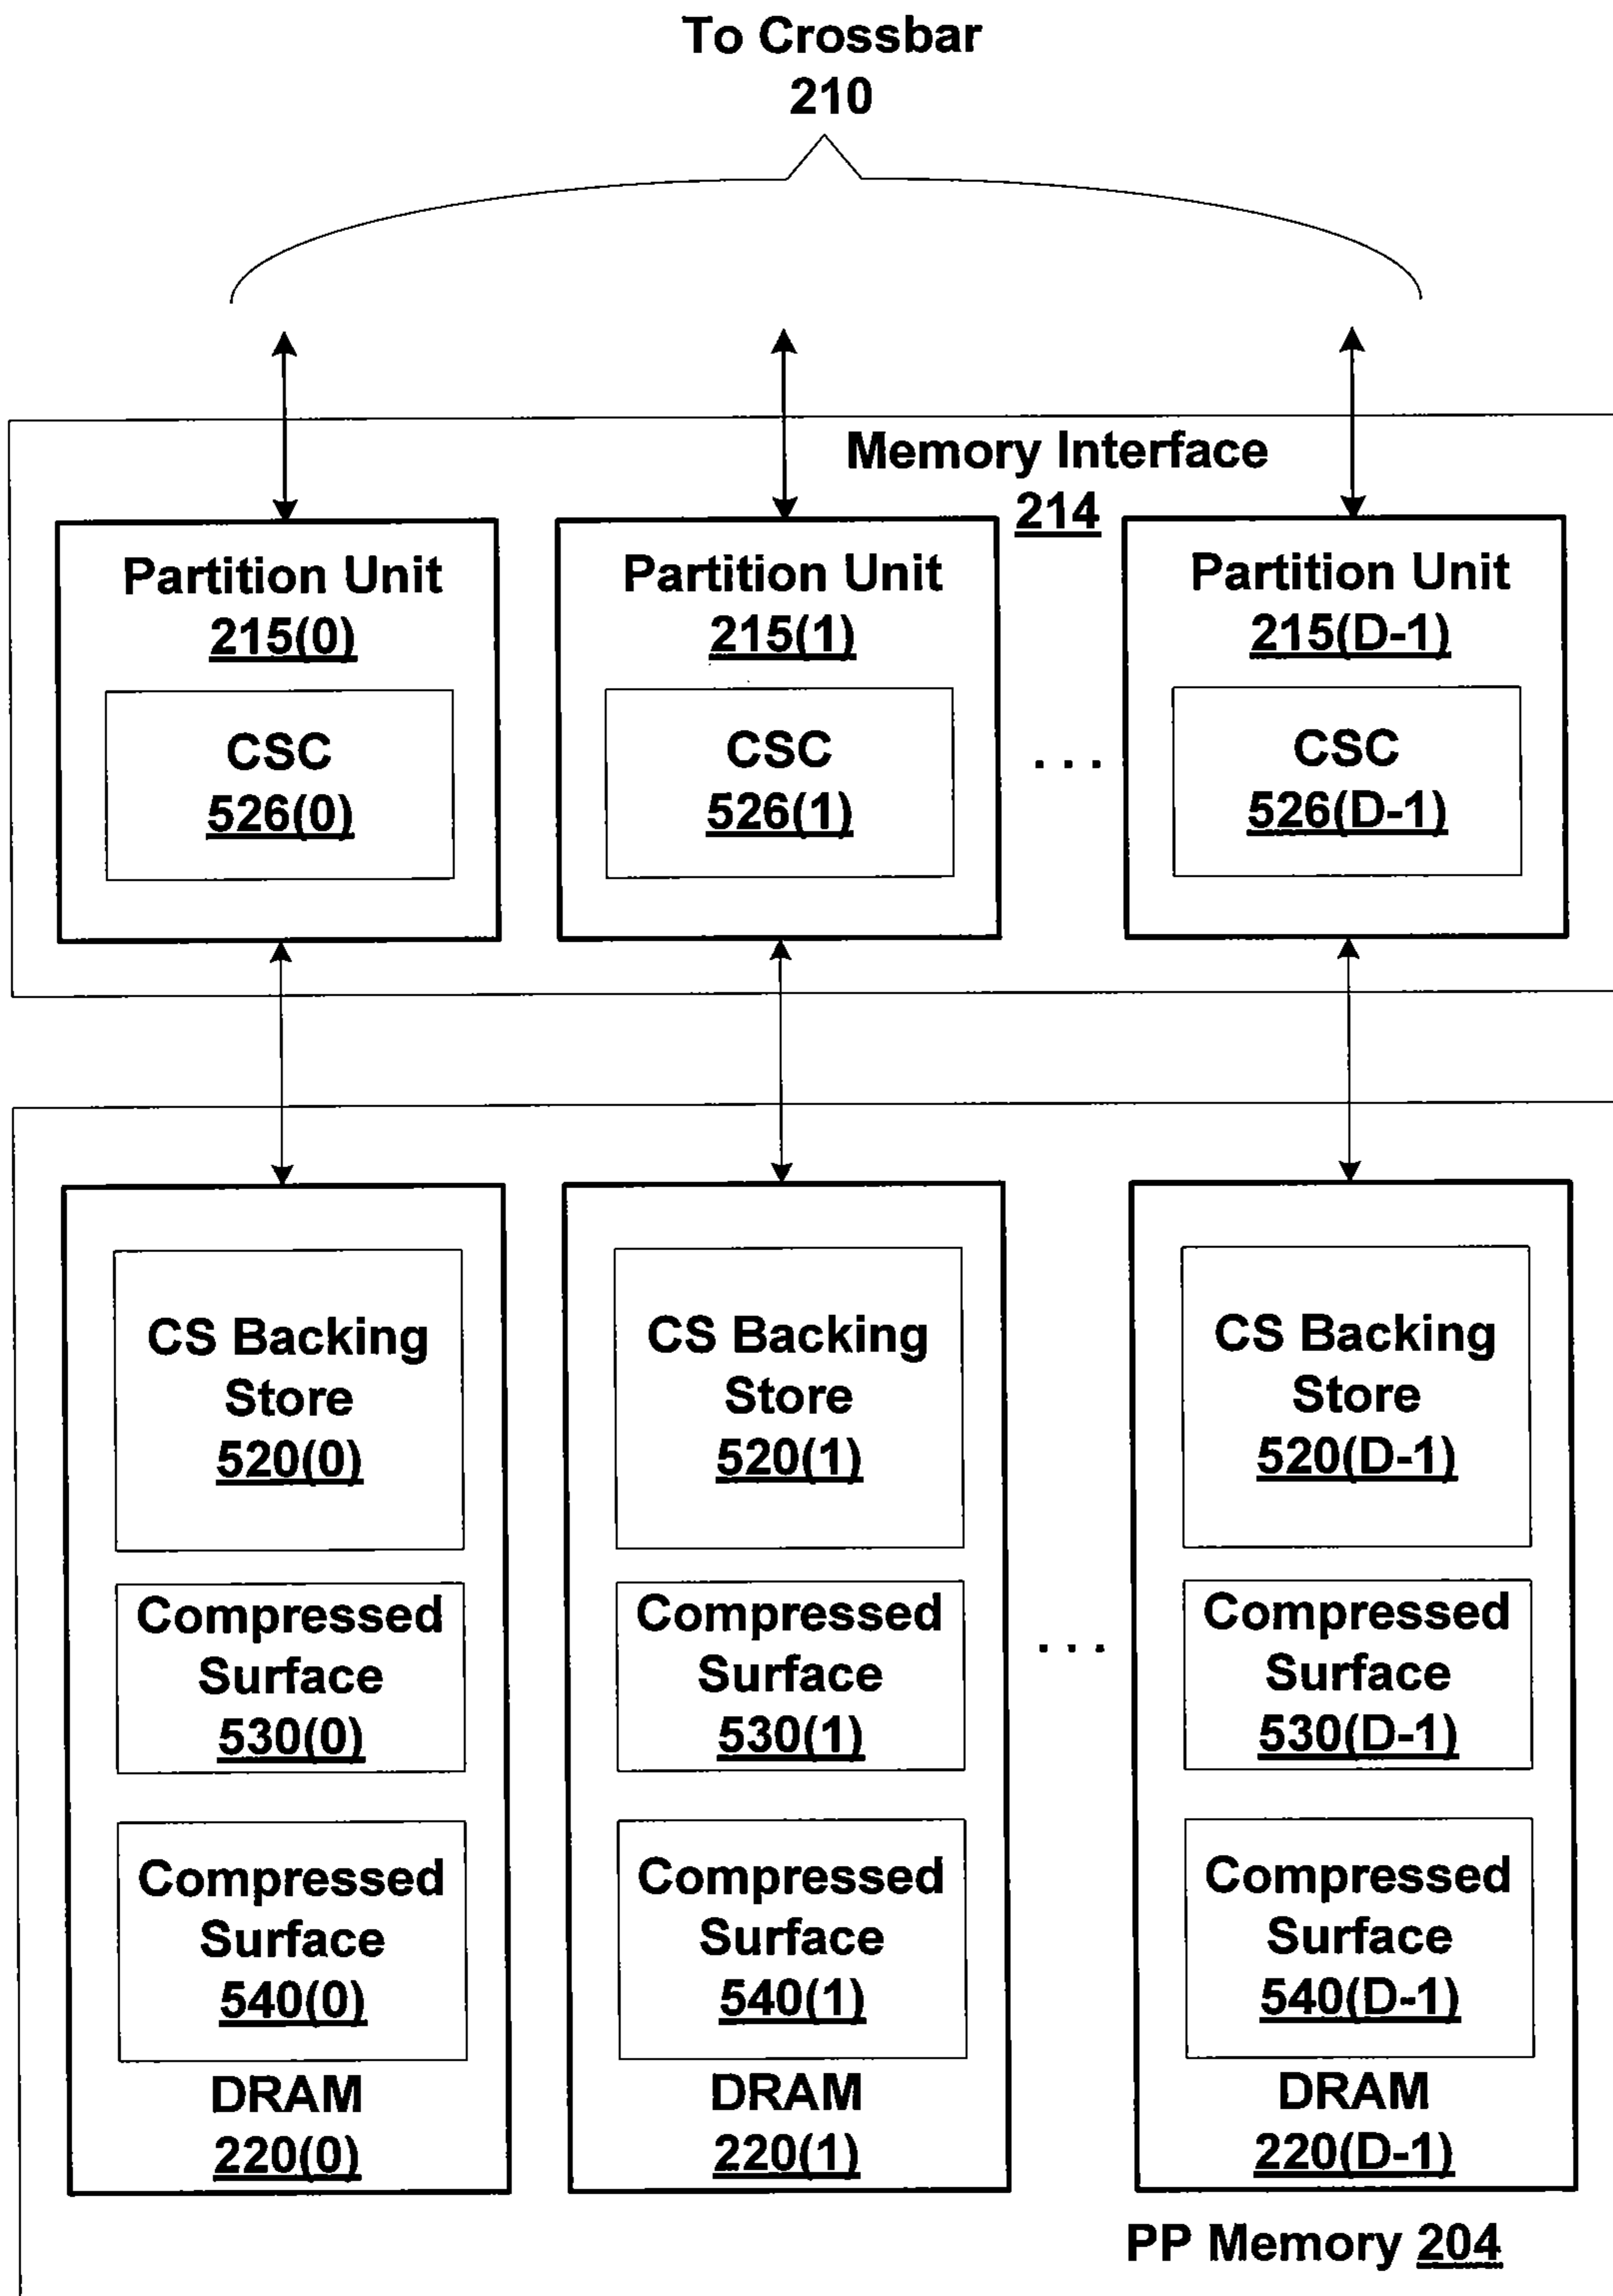 To Crossbar
210
Memory Interface
214
Partition Unit
215(0)
CSC
526(0)
Partition Unit
215(1)
CSC
526(1)
. . .
Partition Unit
215(D-1)
CSC
526(D-1)
CS Backing
Store
520(0)
Compressed
Surface
530(0)
Compressed
Surface
540(0)
DRAM
220(0)
CS Backing
Store
520(1)
Compressed
Surface
530(1)
Compressed
Surface
540(1)
DRAM
220(1)
. . .
CS Backing
Store
520(D-1)
Compressed
Surface
530(D-1)
Compressed
Surface
540(D-1)
DRAM
220(D-1)
PP Memory 204